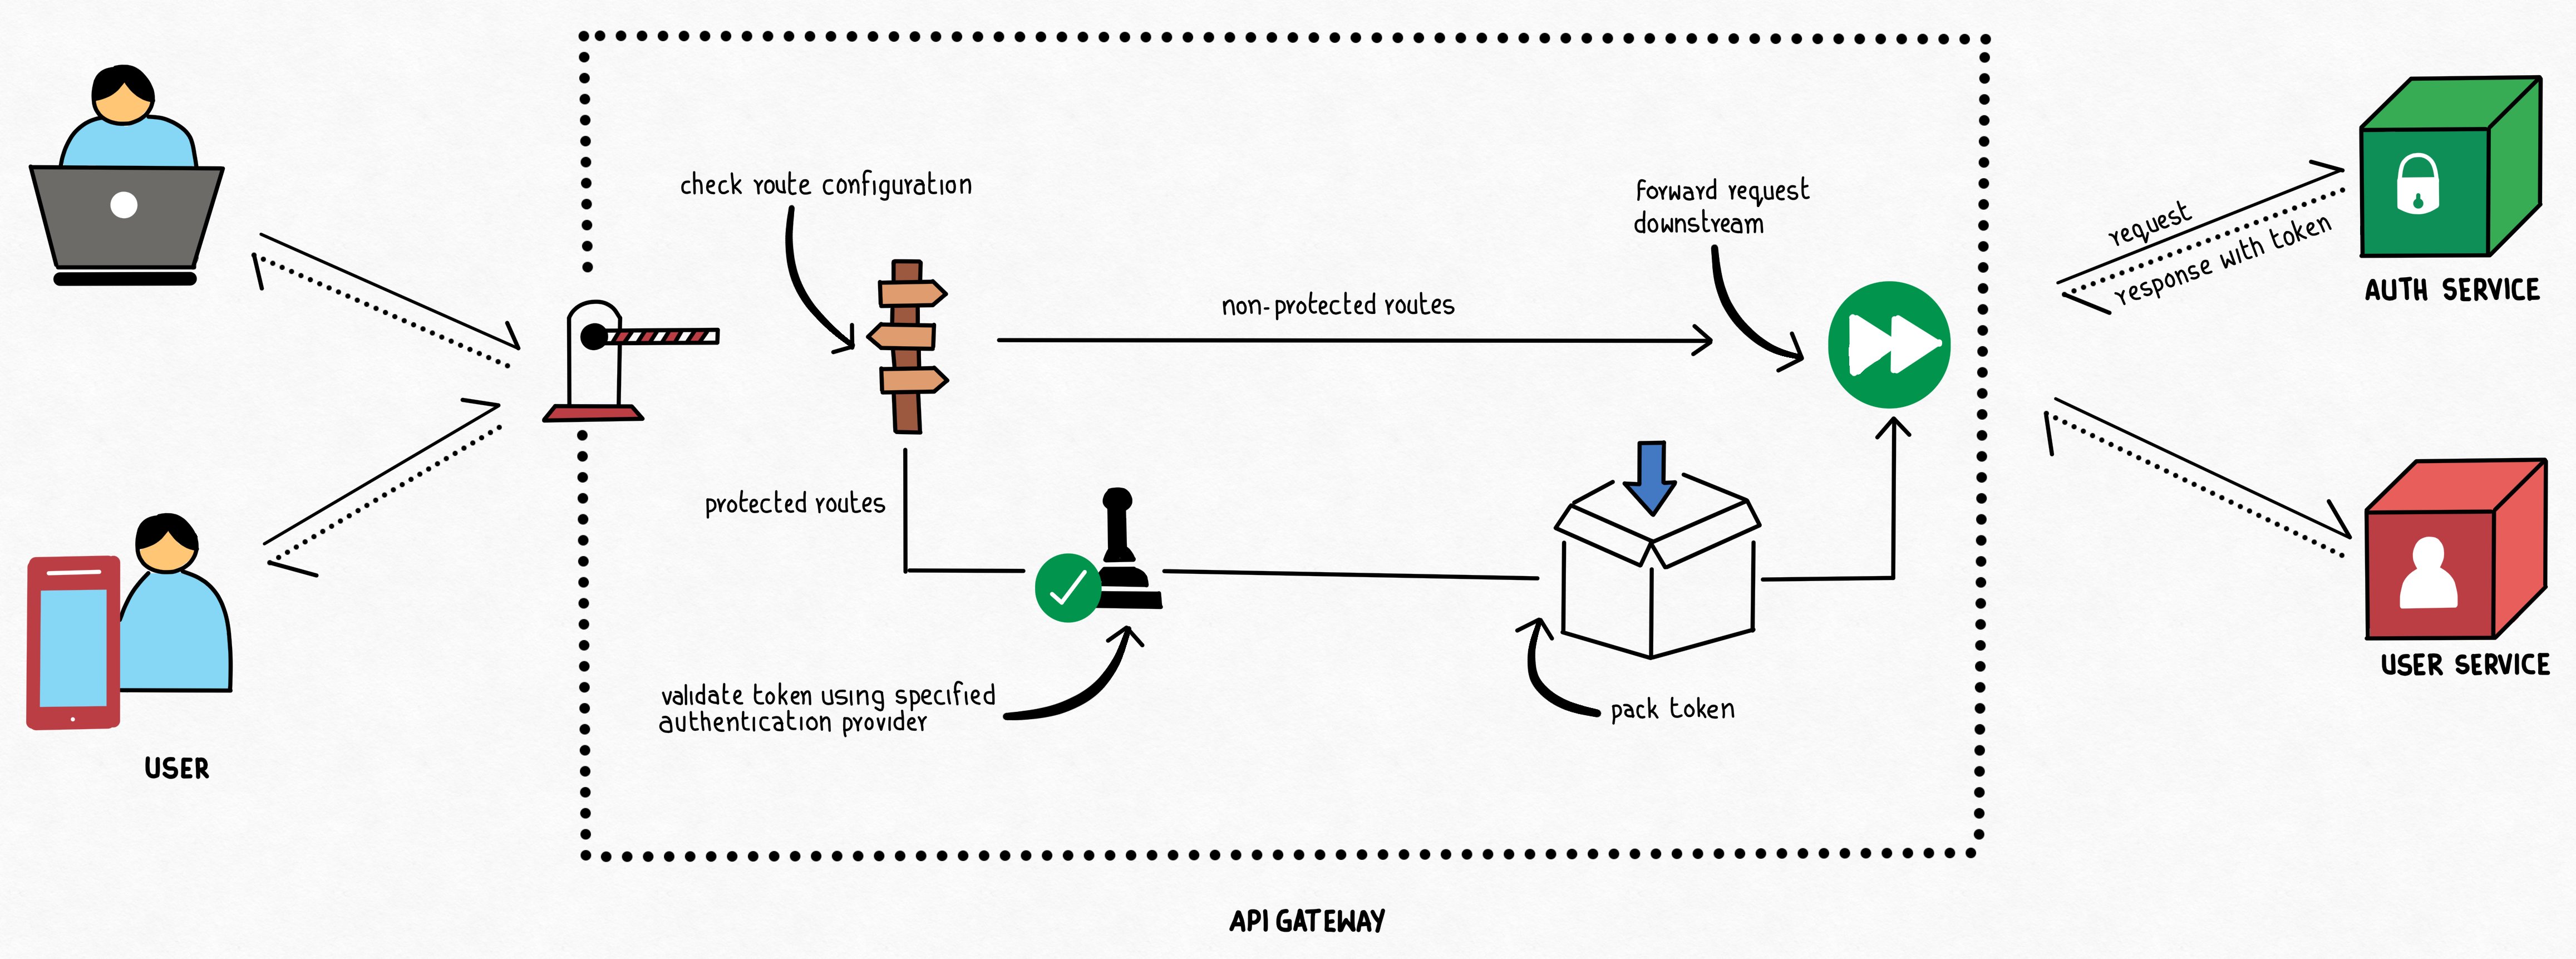 check route configuration
forward request
downstream
non-protected routes
request
response with token
AUTH SERVICE
protected routes
validate token using specified
authentication provider
pack token
USER SERVICE
USER
API GATEWAY